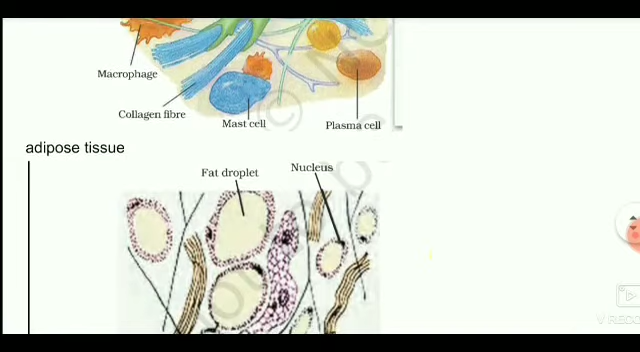 Macrophage
Collagen fibre
Mast cell
Plasma cell
adipose tissue
Fat droplet
Nucleus